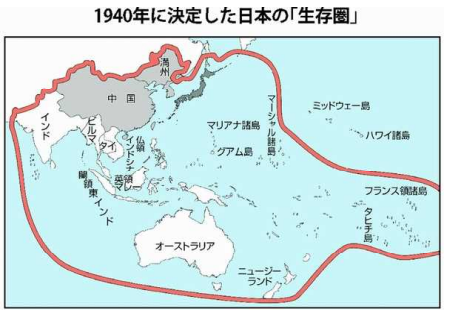 1940年に決定した日本の「生存圏」
満州
中国
インド
ビルマ
タイ
仏領
インドシナ
英領
マレー
蘭領東インド
マリアナ諸島
グアム島
マーシャル諸島
ミッドウェー島
ハワイ諸島
フランス領諸島
タヒチ島
オーストラリア
ニュージー
ランド